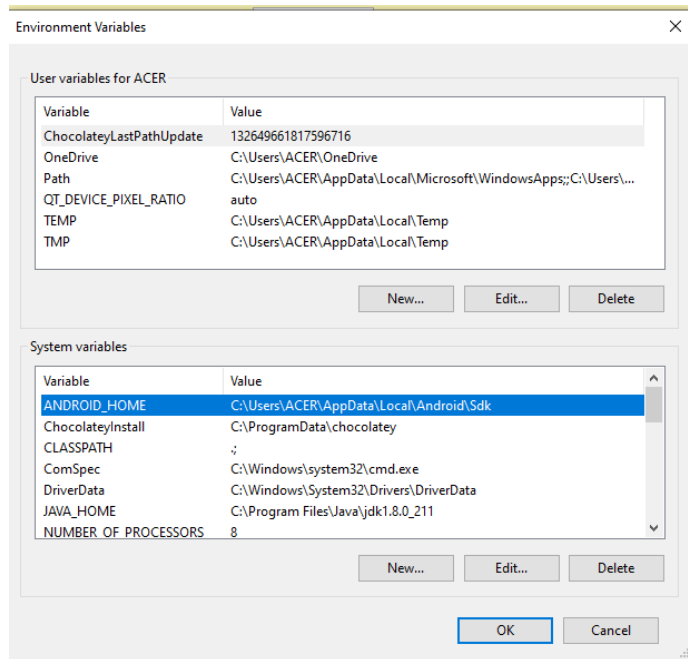 Environment Variables
User variables for ACER
Variable Value
ChocolateyLastPathUpdate 132649661817596716
OneDrive C:\Users\ACER\OneDrive
Path C:\Users\ACER\AppData\Local\Microsoft\WindowsApps;;C:\Users\...
QT_DEVICE_PIXEL_RATIO auto
TEMP C:\Users\ACER\AppData\Local\Temp
TMP C:\Users\ACER\AppData\Local\Temp
New... Edit... Delete
System variables
Variable Value
ANDROID_HOME C:\Users\ACER\AppData\Local\Android\Sdk
ChocolateyInstall C:\ProgramData\chocolatey
CLASSPATH .;
ComSpec C:\Windows\system32\cmd.exe
DriverData C:\Windows\System32\Drivers\DriverData
JAVA_HOME C:\Program Files\Java\jdk1.8.0_211
NUMBER_OF_PROCESSORS 8
New... Edit... Delete
OK Cancel